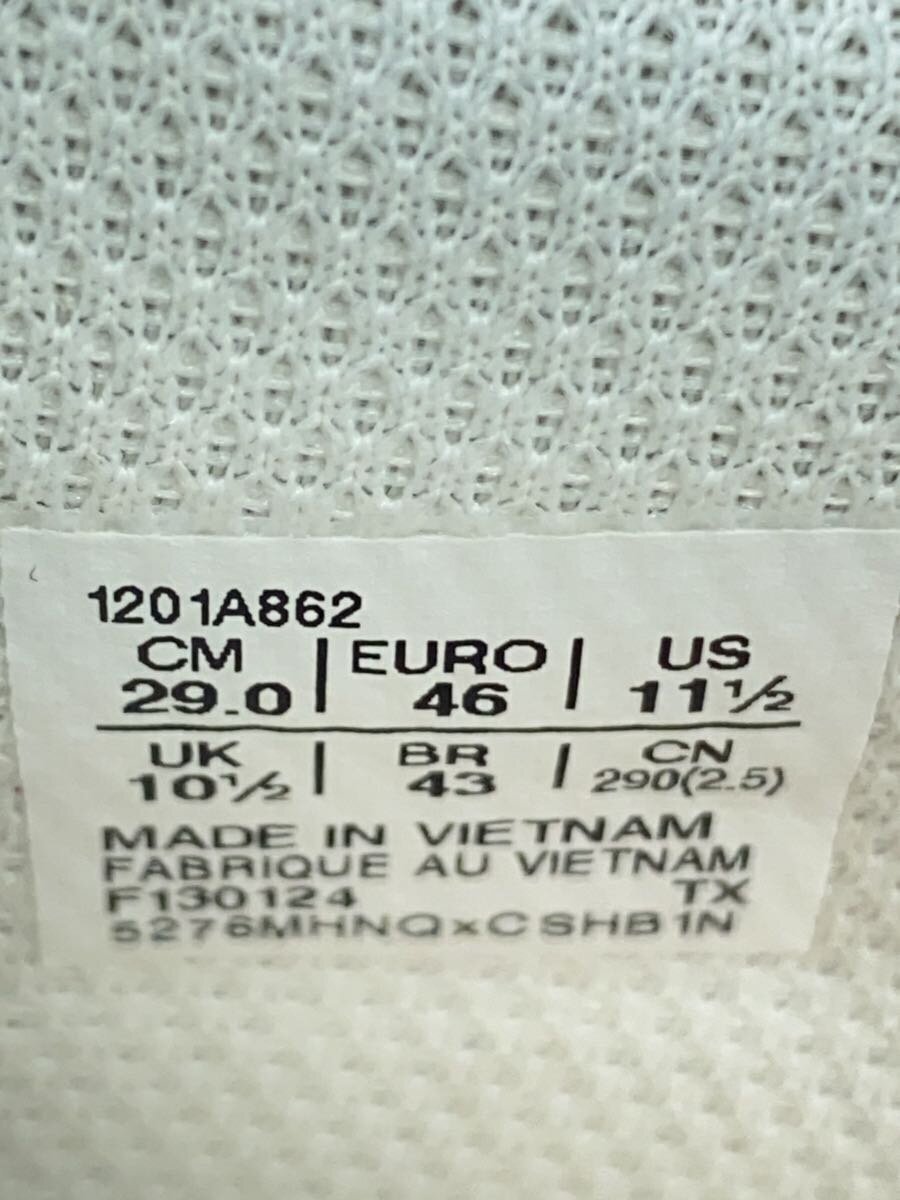 1201A862
CM | EURO | US
29.0 | 46 | 11½
UK | BR | CN
10½ | 43 | 290(2.5)
MADE IN VIETNAM
FABRIQUE AU VIETNAM
F130124 TX
5276MHNQxCSHB1N